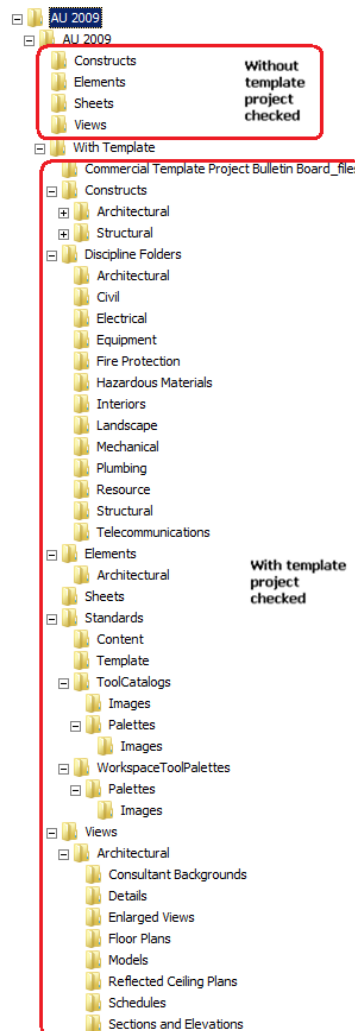 AU 2009
AU 2009
Constructs
Elements
Sheets
Views
Without
template
project
checked
With Template
Commercial Template Project Bulletin Board_files
Constructs
Architectural
Structural
Discipline Folders
Architectural
Civil
Electrical
Equipment
Fire Protection
Hazardous Materials
Interiors
Landscape
Mechanical
Plumbing
Resource
Structural
Telecommunications
Elements
Architectural
Sheets
With template
project
checked
Standards
Content
Template
ToolCatalogs
Images
Palettes
Images
WorkspaceToolPalettes
Palettes
Images
Views
Architectural
Consultant Backgrounds
Details
Enlarged Views
Floor Plans
Models
Reflected Ceiling Plans
Schedules
Sections and Elevations